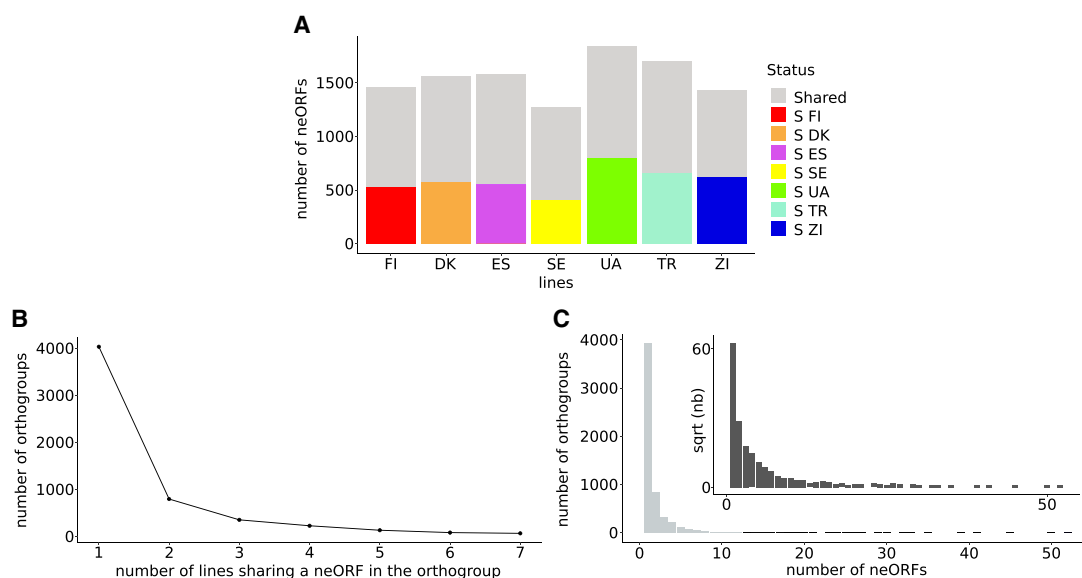 A
number of neORFs
1500
1000
500
0
FI DK ES SE UA TR ZI
lines
Status
Shared
S FI
S DK
S ES
S SE
S UA
S TR
S ZI
B
number of orthogroups
4000
3000
2000
1000
0
1 2 3 4 5 6 7
number of lines sharing a neORF in the orthogroup
C
number of orthogroups
4000
3000
2000
1000
0
0 10 20 30 40 50
number of neORFs
sqrt (nb)
60
0
0 50